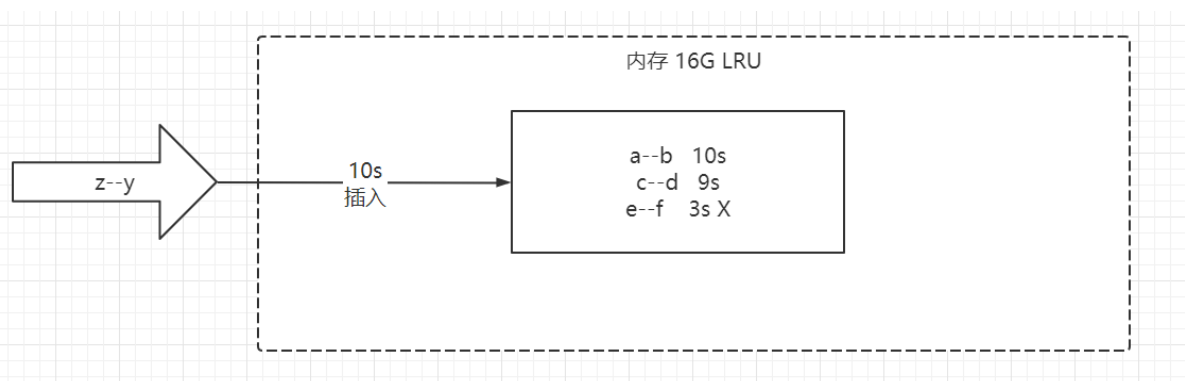 内存 16G LRU
z--y
10s
插入
a--b 10s
c--d 9s
e--f 3s X